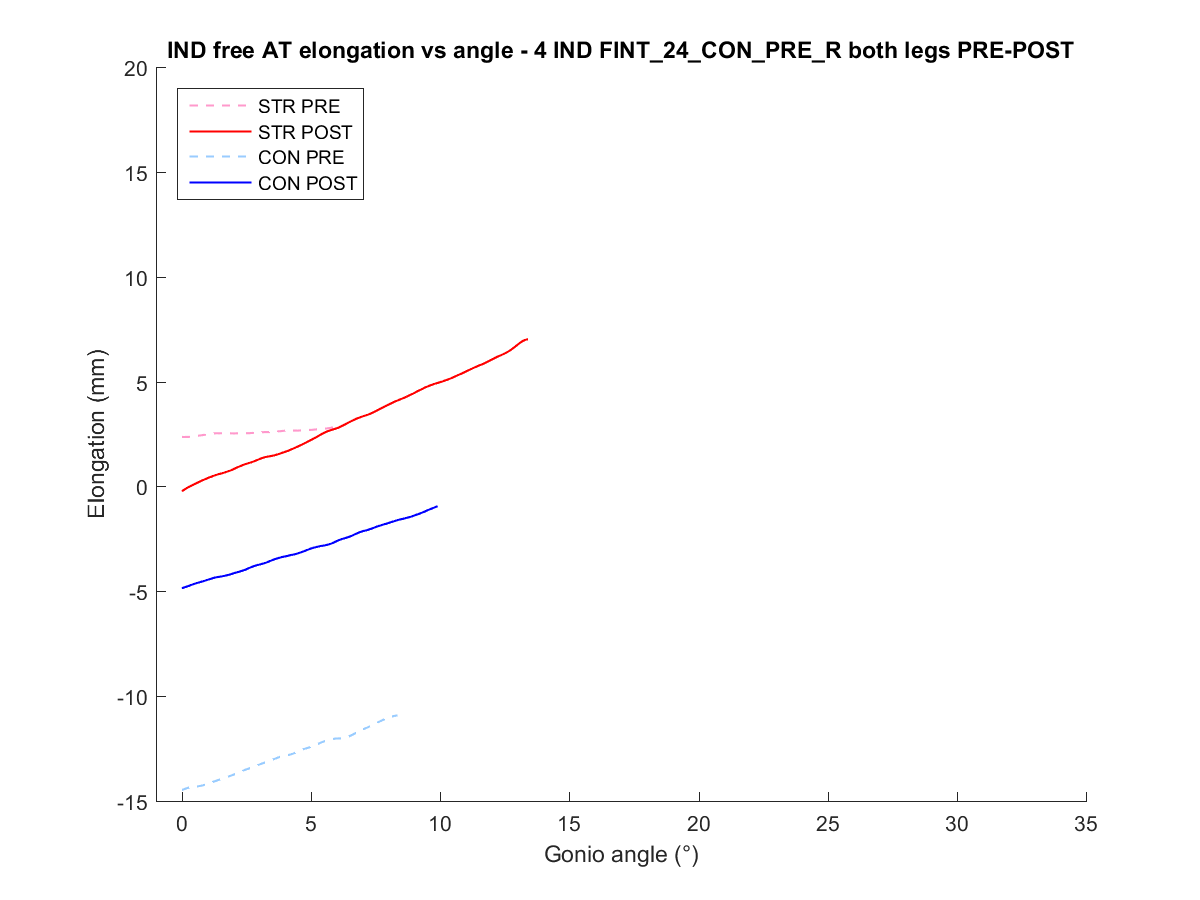 IND free AT elongation vs angle - 4 IND FINT_24_CON_PRE_R both legs PRE-POST
20
15
10
5
0
-5
-10
-15
Elongation (mm)
STR PRE
STR POST
CON PRE
CON POST
0 5 10 15 20 25 30 35
Gonio angle (°)